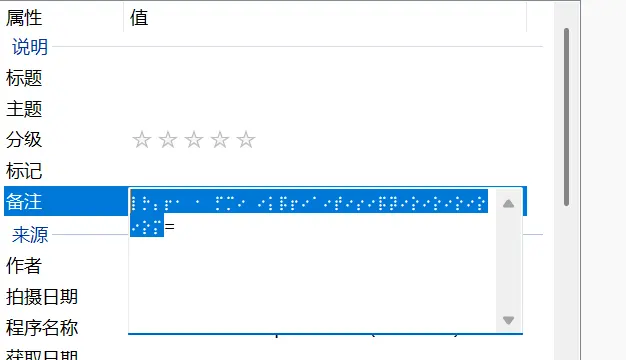 属性 值
说明
标题
主题
分级 ☆☆☆☆☆
标记
备注
=
来源
作者
拍摄日期
程序名称
获取日期